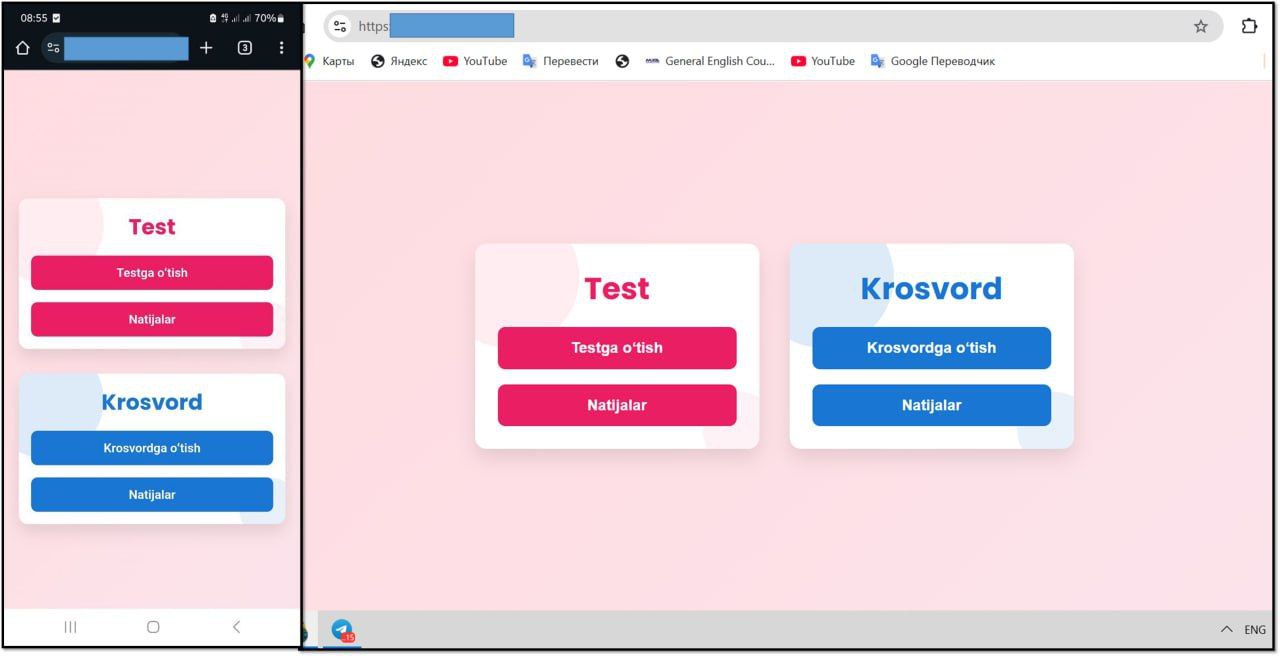 08:55
70%
3
Test
Testga o‘tish
Natijalar
Krosvord
Krosvordga o‘tish
Natijalar
https:
Карты Яндекс YouTube Перевести General English Cou... YouTube Google Переводчик
Test
Testga o‘tish
Natijalar
Krosvord
Krosvordga o‘tish
Natijalar
15
ENG